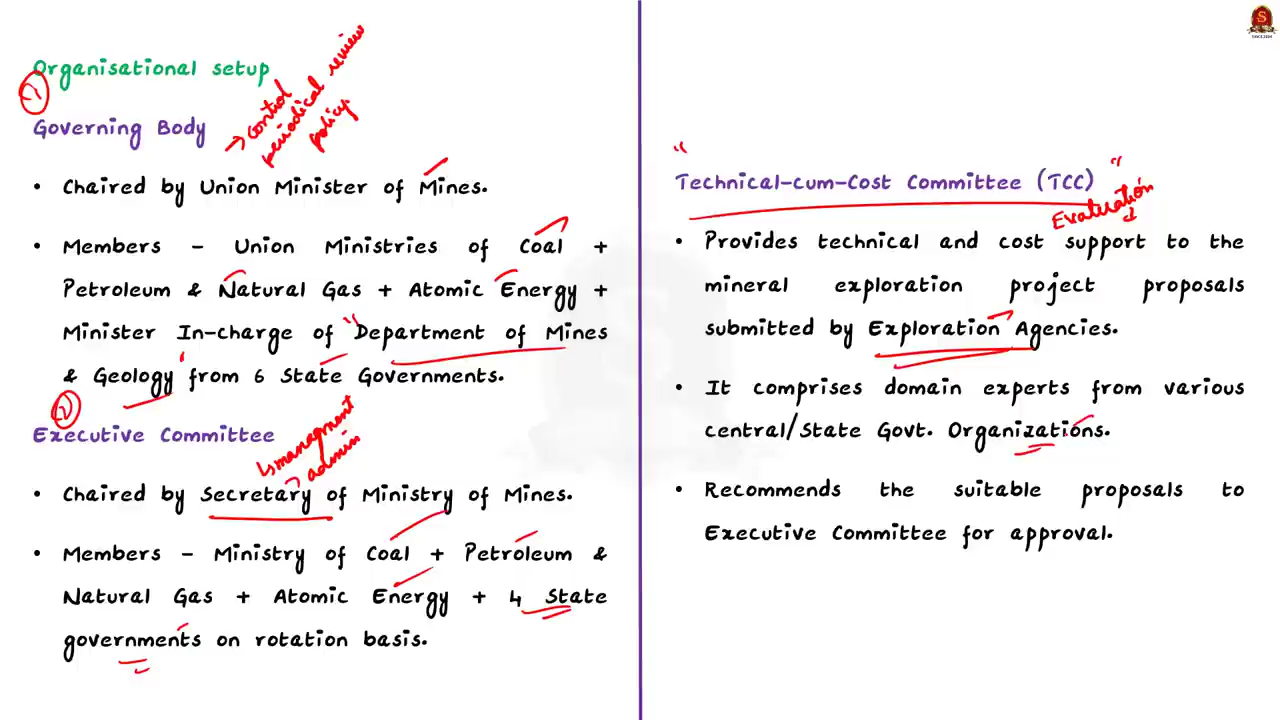 Organisational setup
1
Governing Body
→ control
periodical review
policy
• Chaired by Union Minister of Mines.
• Members - Union Ministries of Coal +
Petroleum & Natural Gas + Atomic Energy +
Minister In-charge of "Department of Mines
& Geology" from 6 State Governments.
2
Executive Committee
↳ managment
→ admin
• Chaired by Secretary of Ministry of Mines.
• Members - Ministry of Coal + Petroleum &
Natural Gas + Atomic Energy + 4 State
governments on rotation basis.
"Technical-cum-Cost Committee (TCC)"
Evaluation
• Provides technical and cost support to the
mineral exploration project proposals
submitted by Exploration Agencies.
• It comprises domain experts from various
central/State Govt. Organizations.
• Recommends the suitable proposals to
Executive Committee for approval.
S